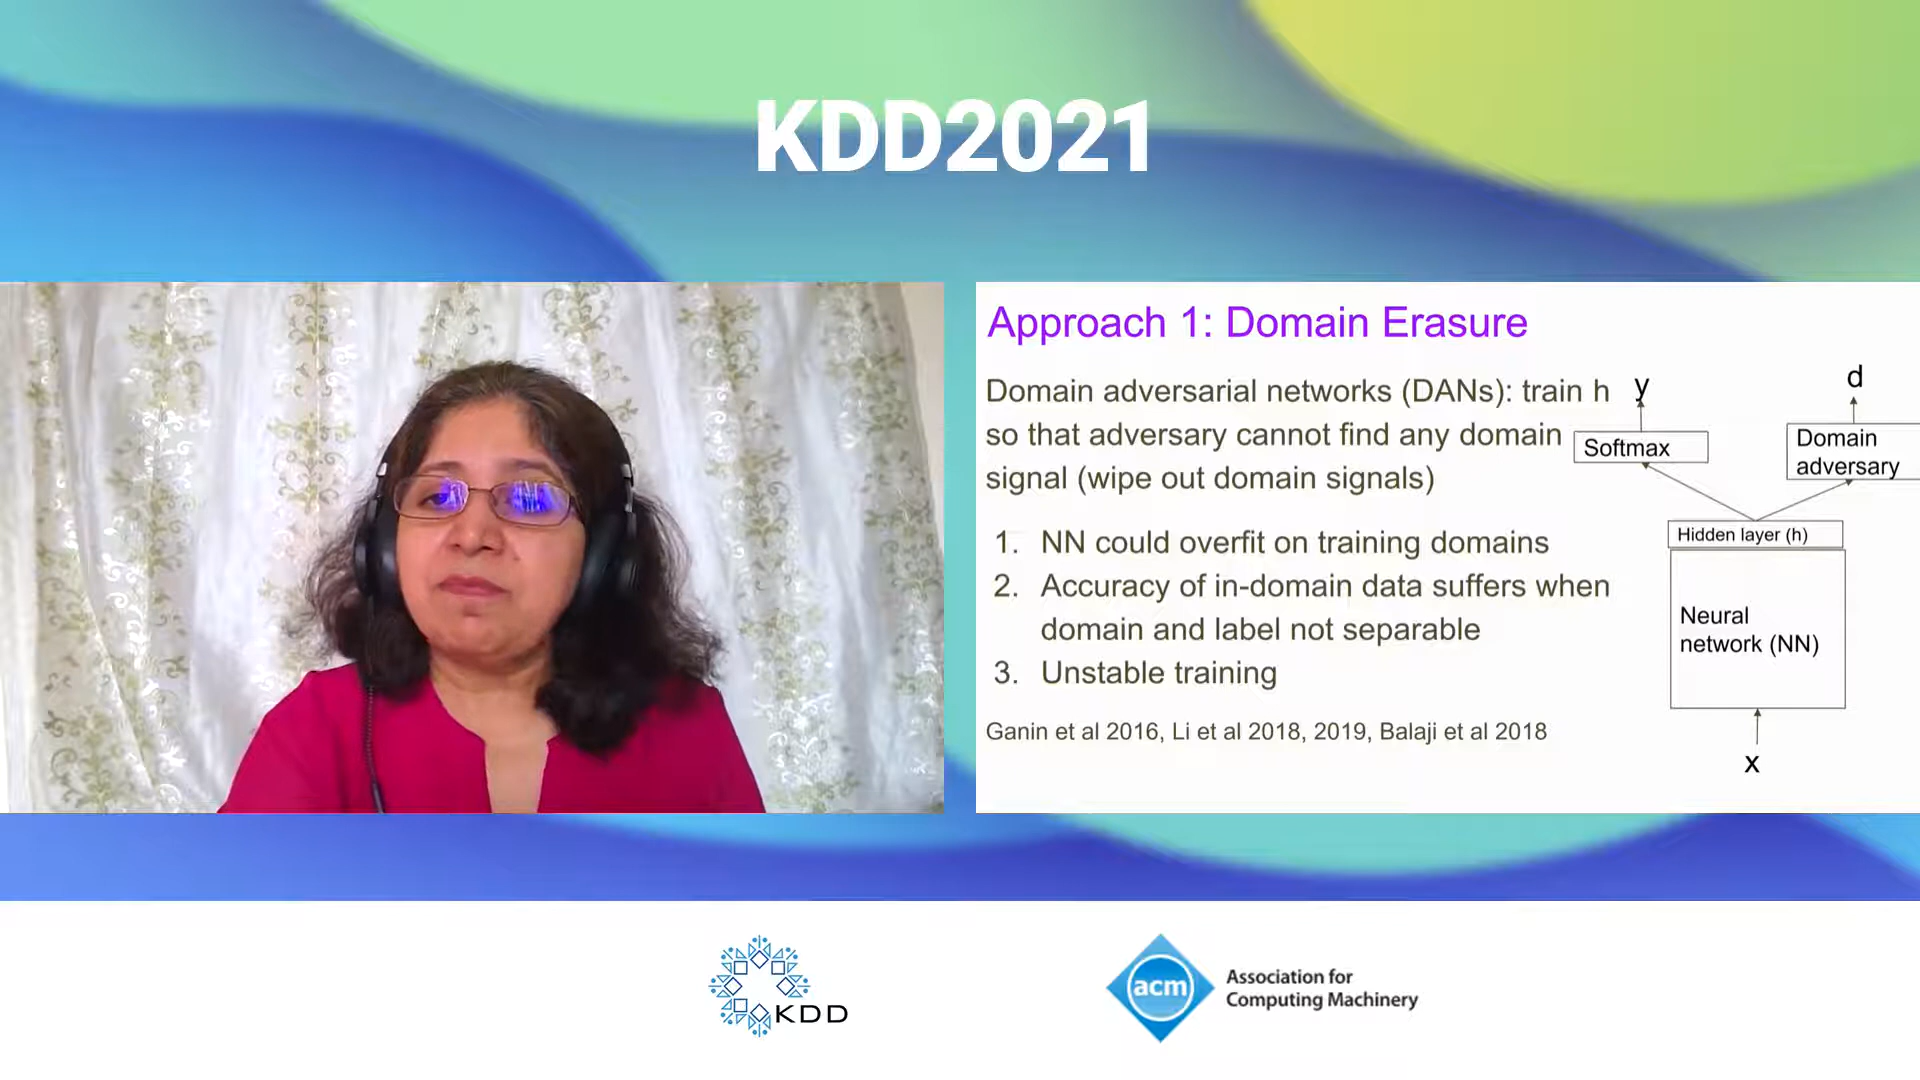 KDD2021
Approach 1: Domain Erasure
Domain adversarial networks (DANs): train h
so that adversary cannot find any domain
signal (wipe out domain signals)
1. NN could overfit on training domains
2. Accuracy of in-domain data suffers when
domain and label not separable
3. Unstable training
Ganin et al 2016, Li et al 2018, 2019, Balaji et al 2018
y
d
Softmax
Domain
adversary
Hidden layer (h)
Neural
network (NN)
x
KDD
acm
Association for
Computing Machinery